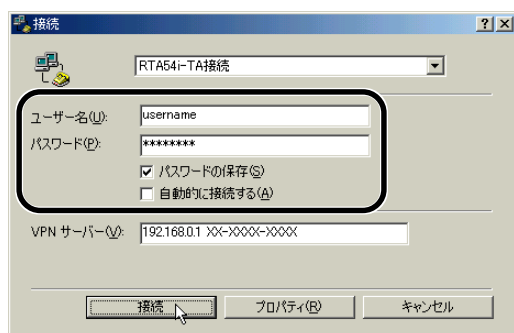 接続
RTA54i-TA接続
ユーザー名(U): username
パスワード(P): ********
パスワードの保存(S)
自動的に接続する(A)
VPN サーバー(V): 192.168.0.1 XX-XXXX-XXXX
接続 プロパティ(R) キャンセル